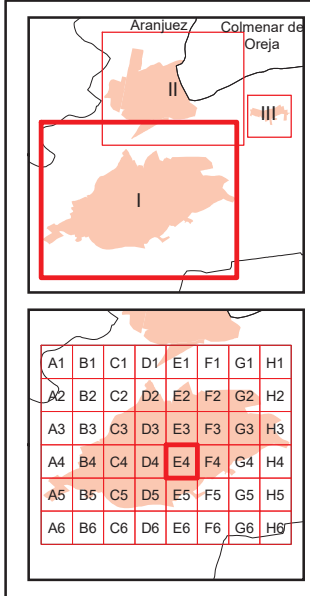 Aranjuez
Colmenar de
Oreja
II
III
I
A1 B1 C1 D1 E1 F1 G1 H1
A2 B2 C2 D2 E2 F2 G2 H2
A3 B3 C3 D3 E3 F3 G3 H3
A4 B4 C4 D4 E4 F4 G4 H4
A5 B5 C5 D5 E5 F5 G5 H5
A6 B6 C6 D6 E6 F6 G6 H6